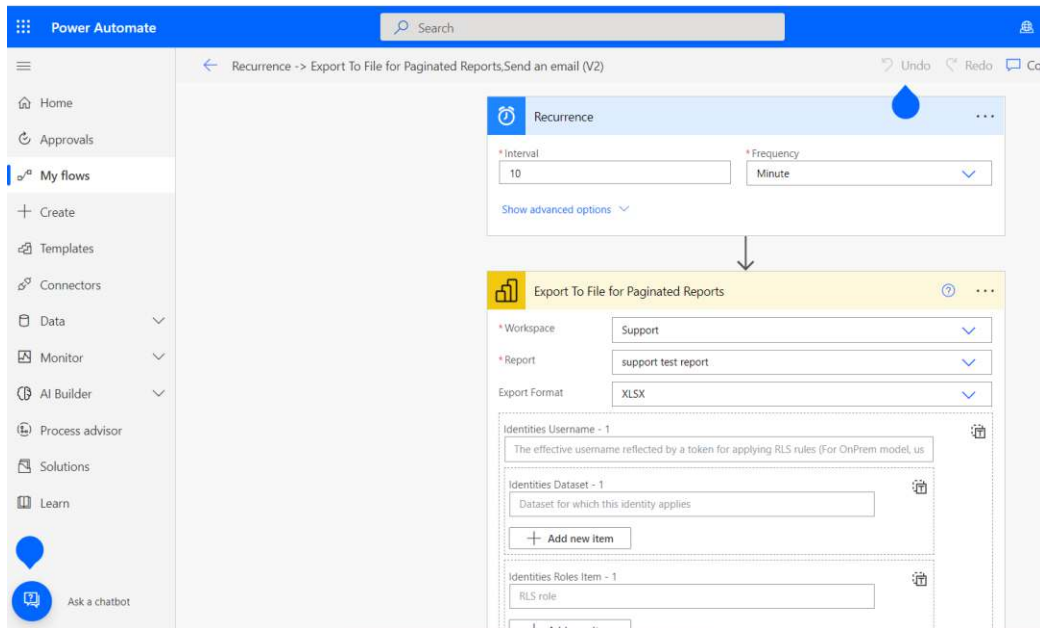 Power Automate
Search
Recurrence -> Export To File for Paginated Reports,Send an email (V2)
Undo
Redo
Co
Home
Approvals
My flows
Create
Templates
Connectors
Data
Monitor
AI Builder
Process advisor
Solutions
Learn
Ask a chatbot
Recurrence
* Interval
* Frequency
10
Minute
Show advanced options
Export To File for Paginated Reports
* Workspace
Support
* Report
support test report
Export Format
XLSX
Identities Username - 1
The effective username reflected by a token for applying RLS rules (For OnPrem model, us
Identities Dataset - 1
Dataset for which this identity applies
Add new item
Identities Roles Item - 1
RLS role
Add new item